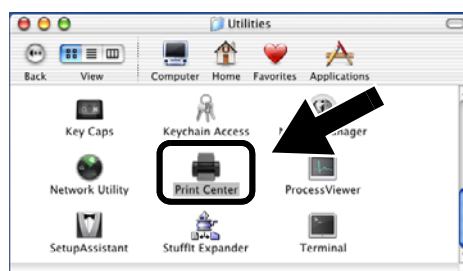 Utilities
Back View Computer Home Favorites Applications
Key Caps Keychain Access
Network Utility Print Center ProcessViewer
SetupAssistant StuffIt Expander Terminal